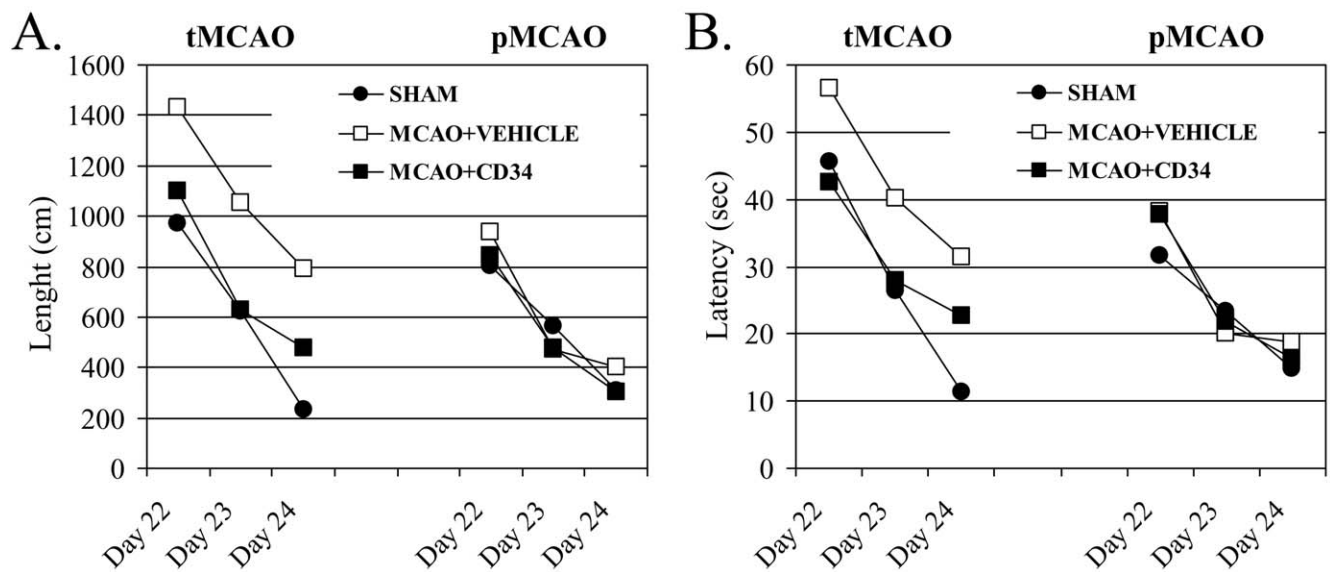 A.
tMCAO
pMCAO
SHAM
MCAO+VEHICLE
MCAO+CD34
Lenght (cm)
1600
1400
1200
1000
800
600
400
200
0
Day 22
Day 23
Day 24
Day 22
Day 23
Day 24
B.
tMCAO
pMCAO
SHAM
MCAO+VEHICLE
MCAO+CD34
Latency (sec)
60
50
40
30
20
10
0
Day 22
Day 23
Day 24
Day 22
Day 23
Day 24